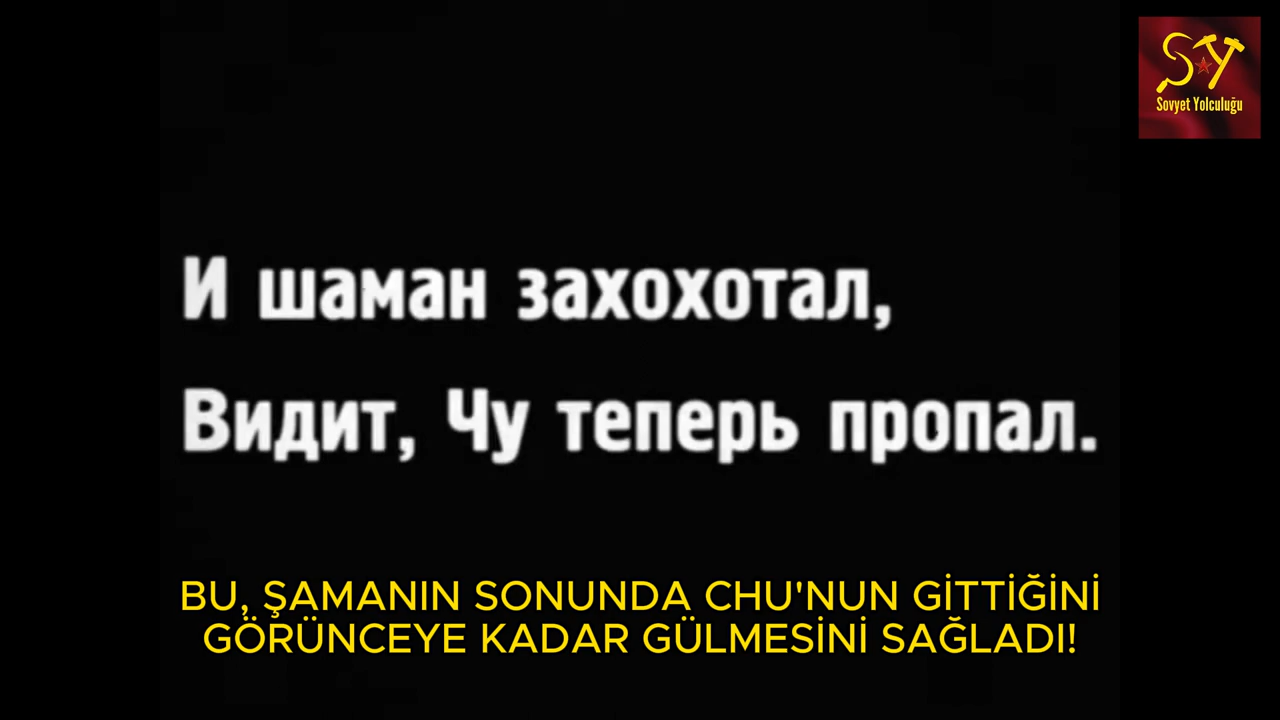 SY
Sovyet Yolculuğu
И шаман захохотал,
Видит, Чу теперь пропал.
BU, ŞAMANIN SONUNDA CHU'NUN GİTTİĞİNİ
GÖRÜNCEYE KADAR GÜLMESİNİ SAĞLADI!